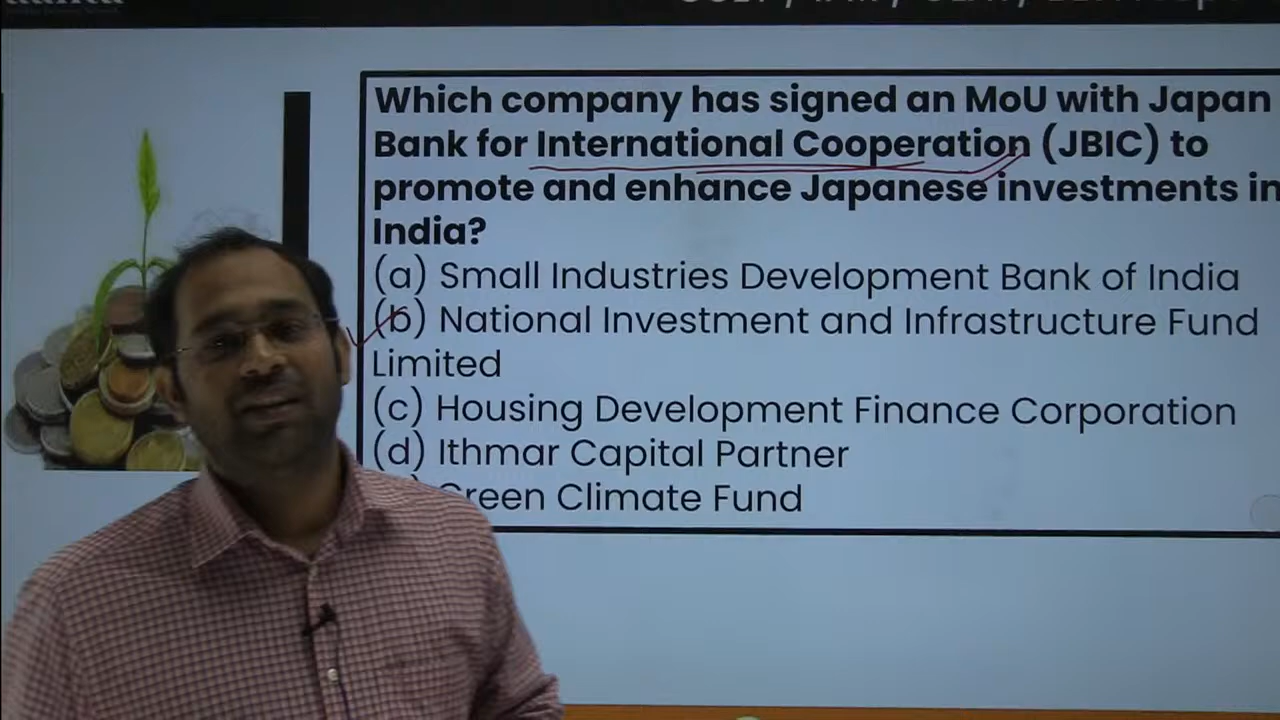 Which company has signed an MoU with Japan
Bank for International Cooperation (JBIC) to
promote and enhance Japanese investments in
India?
(a) Small Industries Development Bank of India
(b) National Investment and Infrastructure Fund
Limited
(c) Housing Development Finance Corporation
(d) Ithmar Capital Partner
Green Climate Fund